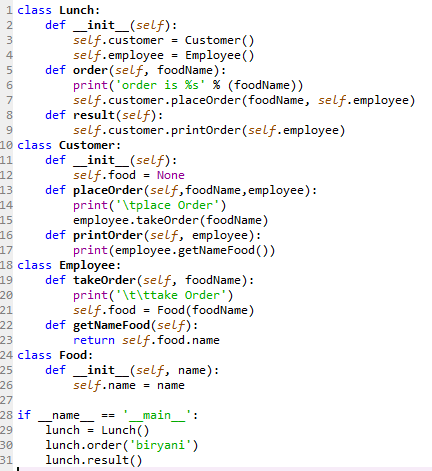 1 class Lunch:
2     def __init__(self):
3         self.customer = Customer()
4         self.employee = Employee()
5     def order(self, foodName):
6         print('order is %s' % (foodName))
7         self.customer.placeOrder(foodName, self.employee)
8     def result(self):
9         self.customer.printOrder(self.employee)
10 class Customer:
11     def __init__(self):
12         self.food = None
13     def placeOrder(self,foodName,employee):
14         print('\tplace Order')
15         employee.takeOrder(foodName)
16     def printOrder(self, employee):
17         print(employee.getNameFood())
18 class Employee:
19     def takeOrder(self, foodName):
20         print('\t\ttake Order')
21         self.food = Food(foodName)
22     def getNameFood(self):
23         return self.food.name
24 class Food:
25     def __init__(self, name):
26         self.name = name
27
28 if __name__ == '__main__':
29     lunch = Lunch()
30     lunch.order('biryani')
31     lunch.result()